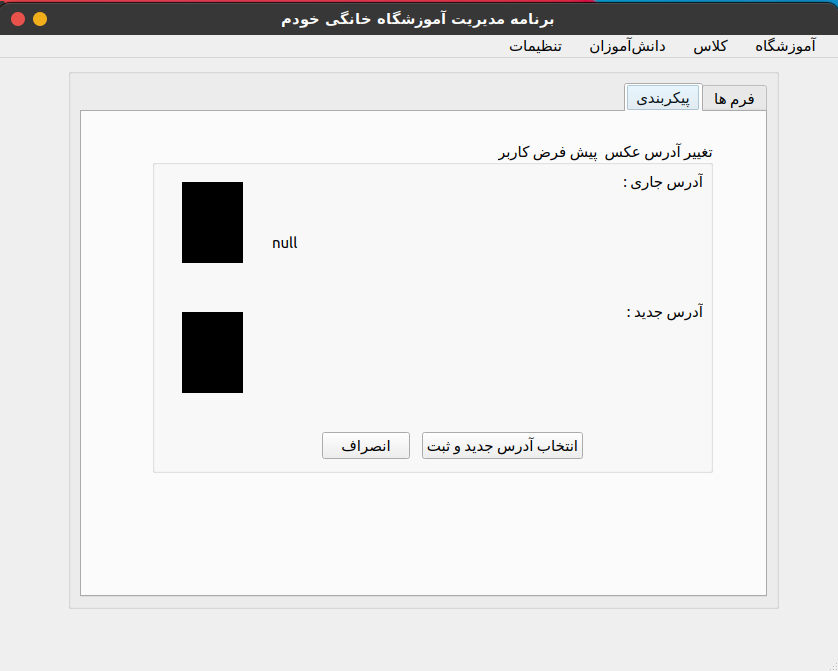 برنامه مدیریت آموزشگاه خانگی خودم
آموزشگاه کلاس دانش‌آموزان تنظیمات
فرم ها پیکربندی
تغییر آدرس عکس پیش فرض کاربر
آدرس جاری :
null
آدرس جدید :
انتخاب آدرس جدید و ثبت انصراف